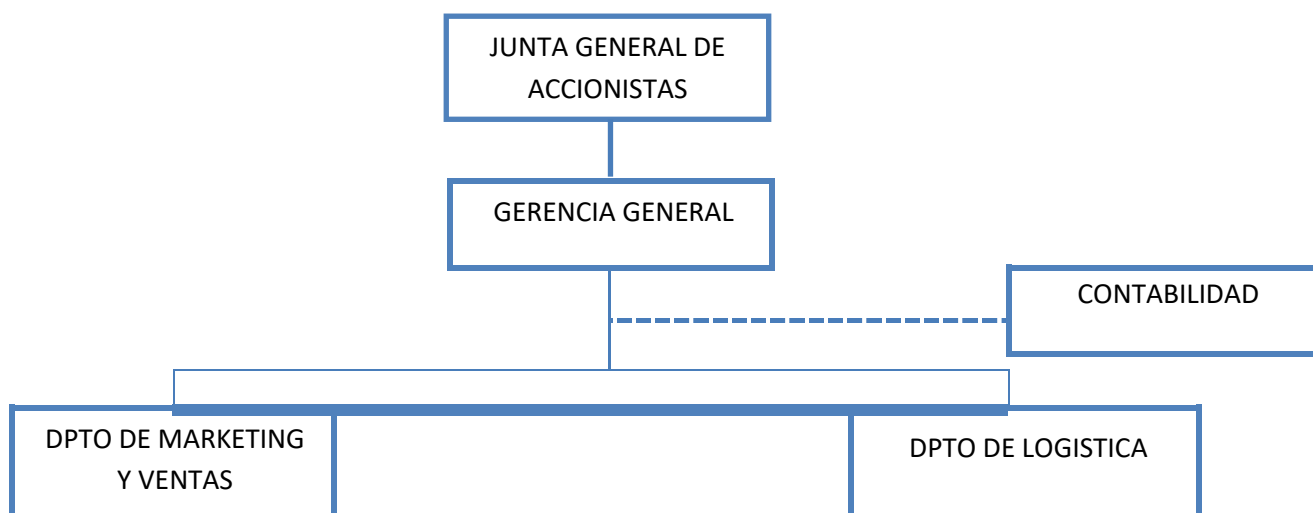 JUNTA GENERAL DE
ACCIONISTAS
GERENCIA GENERAL
CONTABILIDAD
DPTO DE MARKETING
Y VENTAS
DPTO DE LOGISTICA